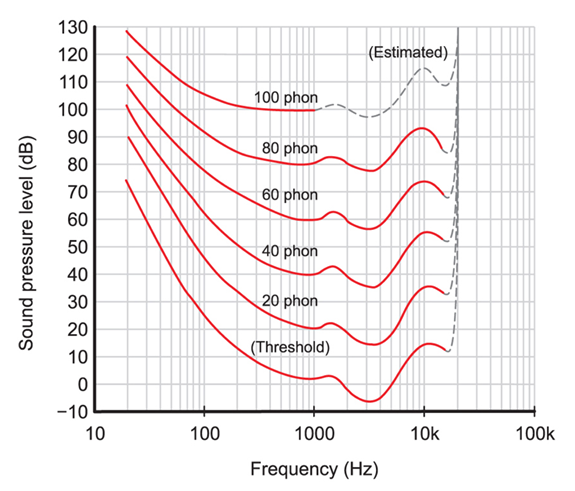 130
120
110
100
90
80
70
60
50
40
30
20
10
0
−10
Sound pressure level (dB)
(Estimated)
100 phon
80 phon
60 phon
40 phon
20 phon
(Threshold)
10 100 1000 10k 100k
Frequency (Hz)